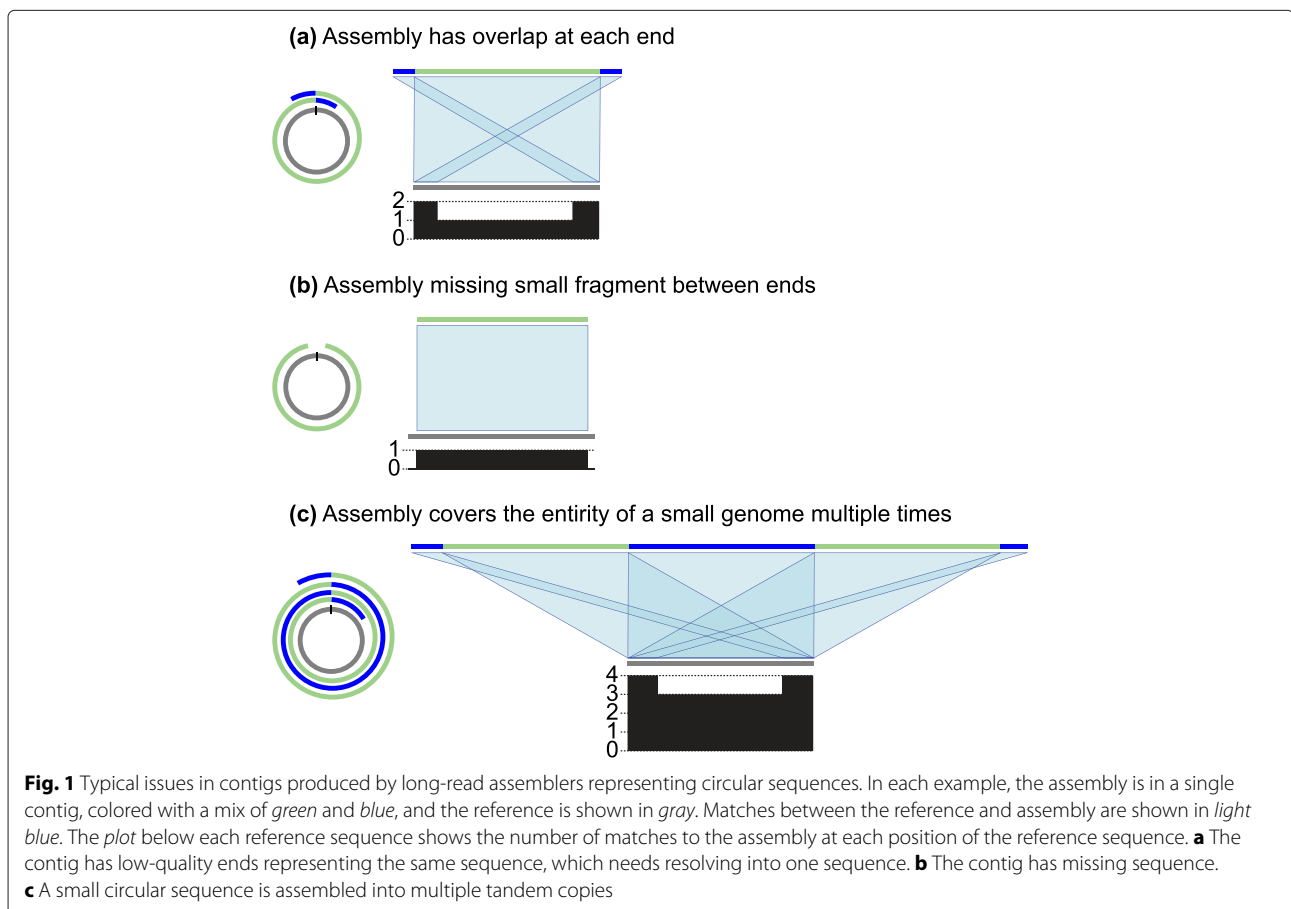 (a) Assembly has overlap at each end
2
1
0
(b) Assembly missing small fragment between ends
1
0
(c) Assembly covers the entirity of a small genome multiple times
4
3
2
1
0
Fig. 1 Typical issues in contigs produced by long-read assemblers representing circular sequences. In each example, the assembly is in a single
contig, colored with a mix of green and blue, and the reference is shown in gray. Matches between the reference and assembly are shown in light
blue. The plot below each reference sequence shows the number of matches to the assembly at each position of the reference sequence. a The
contig has low-quality ends representing the same sequence, which needs resolving into one sequence. b The contig has missing sequence.
c A small circular sequence is assembled into multiple tandem copies